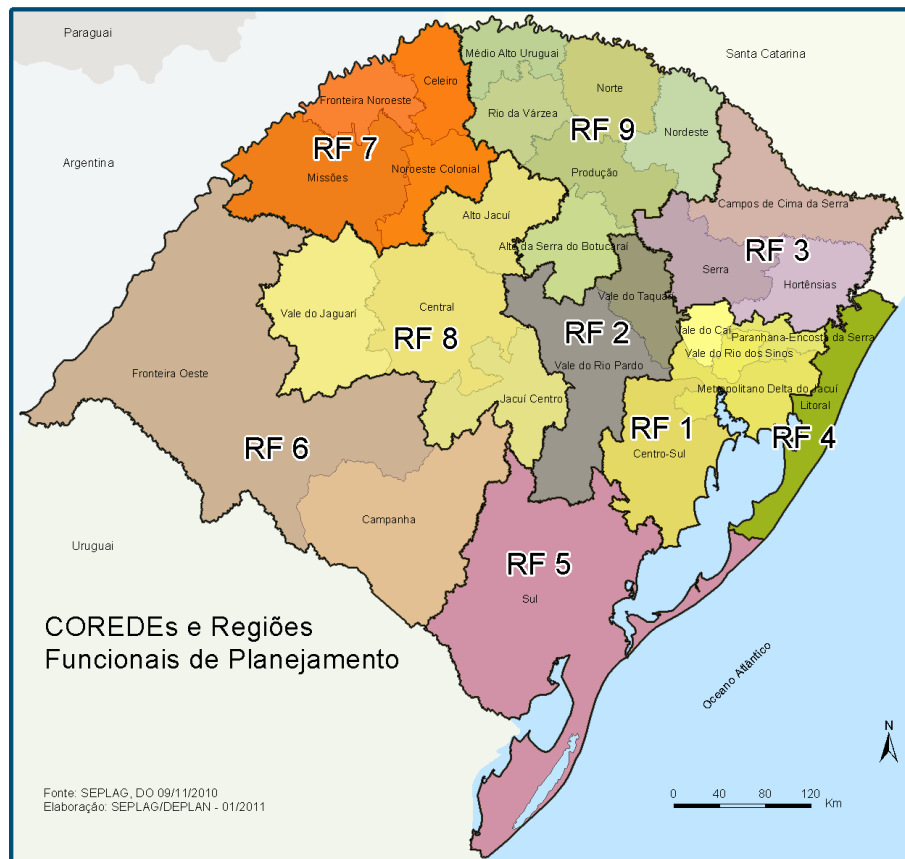 Paraguai
Santa Catarina
Médio Alto Uruguai
Celeiro
Norte
Fronteira Noroeste
Rio da Várzea
RF 9
Nordeste
RF 7
Argentina
Noroeste Colonial
Missões
Produção
Campos de Cima da Serra
Alto Jacuí
Alto da Serra do Botucaraí
RF 3
Serra
Hortênsias
Vale do Taquari
Vale do Jaguarí
Central
RF 2
Vale do Caí
Paranhana-Encosta da Serra
RF 8
Vale do Rio dos Sinos
Vale do Rio Pardo
Fronteira Oeste
Metropolitano Delta do Jacuí
Jacuí Centro
Litoral
RF 1
RF 4
RF 6
Centro-Sul
Campanha
Uruguai
RF 5
Sul
COREDEs e Regiões
Funcionais de Planejamento
Oceano Atlântico
N
Fonte: SEPLAG, DO 09/11/2010
Elaboração: SEPLAG/DEPLAN - 01/2011
0 40 80 120
Km